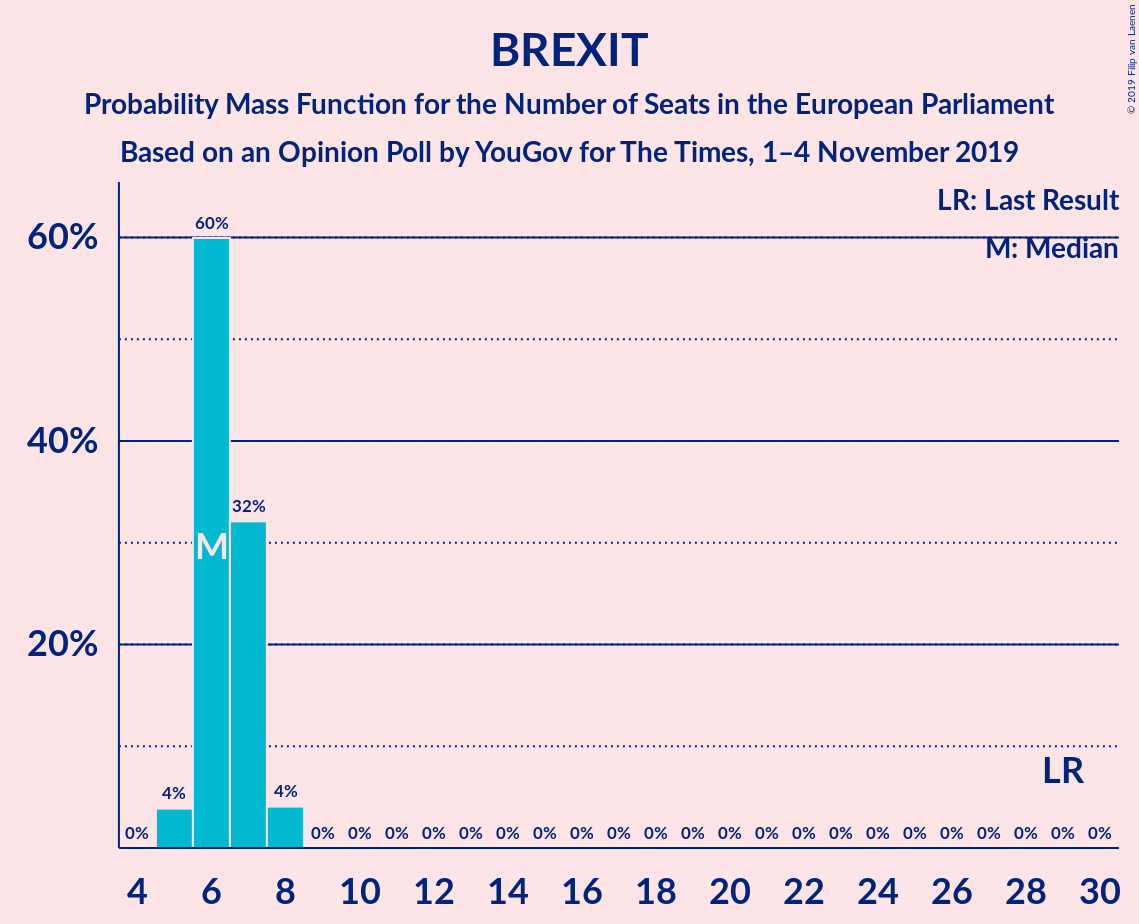 BREXIT
Probability Mass Function for the Number of Seats in the European Parliament
Based on an Opinion Poll by YouGov for The Times, 1–4 November 2019
© 2019 Filip van Laenen
LR: Last Result
M: Median
60%
40%
20%
60%
32%
M
4%
4%
LR
0% 0% 0% 0% 0% 0% 0% 0% 0% 0% 0% 0% 0% 0% 0% 0% 0% 0% 0% 0% 0% 0% 0%
4 6 8 10 12 14 16 18 20 22 24 26 28 30